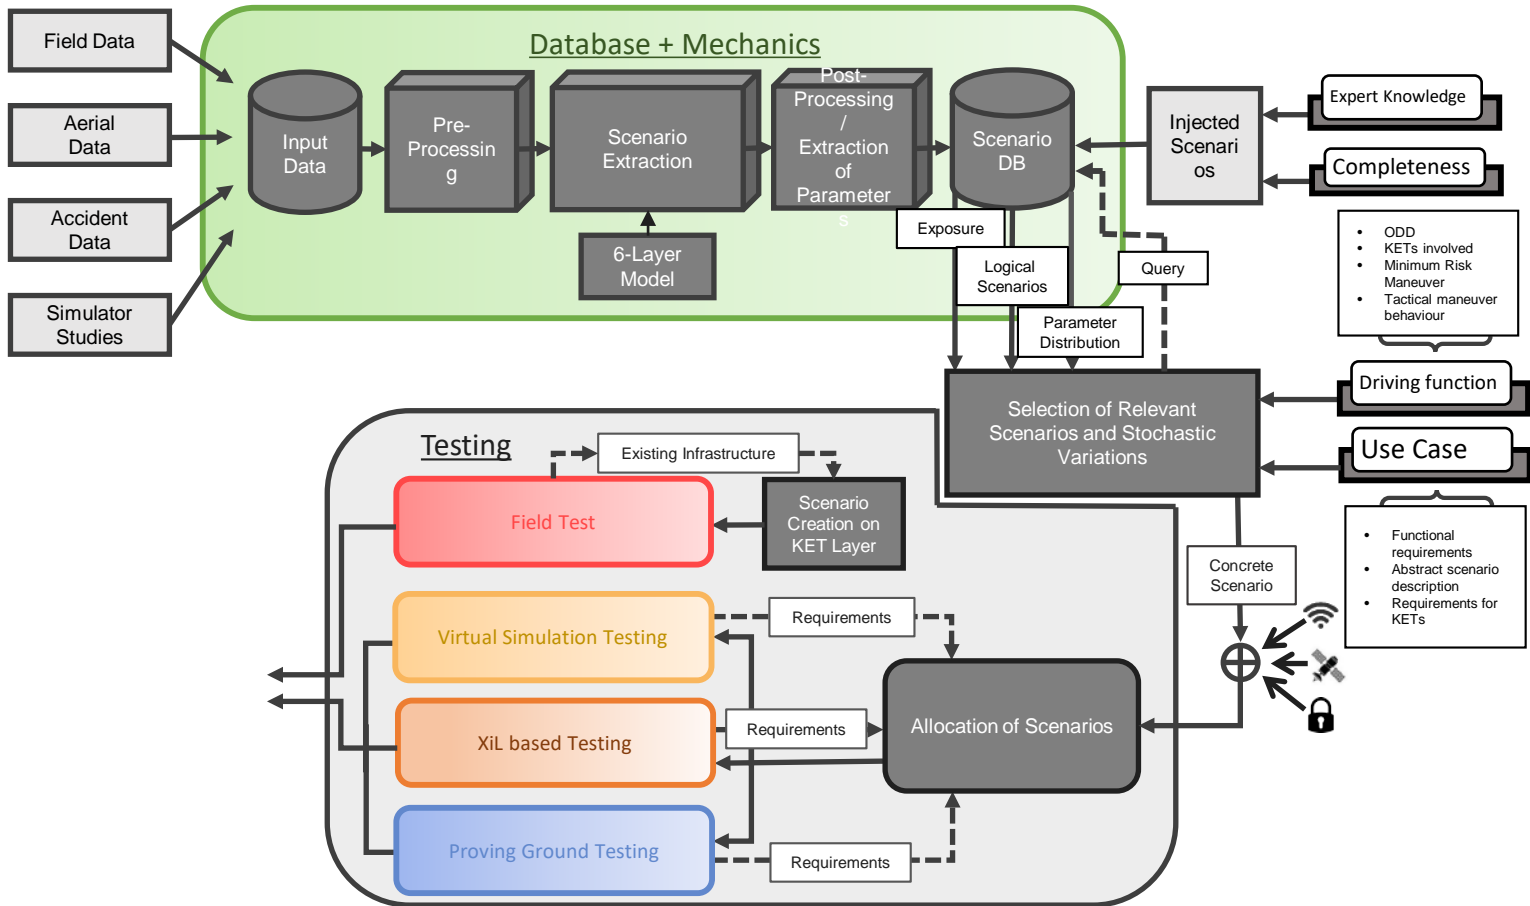 Field Data
Aerial
Data
Accident
Data
Simulator
Studies
Database + Mechanics
Input
Data
Pre-
Processin
g
Scenario
Extraction
6-Layer
Model
Post-
Processing
/
Extraction
of
Parameter
s
Scenario
DB
Injected
Scenari
os
Expert Knowledge
Completeness
Exposure
Logical
Scenarios
Parameter
Distribution
Query
• ODD
• KETs involved
• Minimum Risk
Maneuver
• Tactical maneuver
behaviour
Driving function
Use Case
Selection of Relevant
Scenarios and Stochastic
Variations
• Functional
requirements
• Abstract scenario
description
• Requirements for
KETs
Concrete
Scenario
Testing
Existing Infrastructure
Field Test
Scenario
Creation on
KET Layer
Virtual Simulation Testing
Requirements
XiL based Testing
Requirements
Allocation of Scenarios
Proving Ground Testing
Requirements